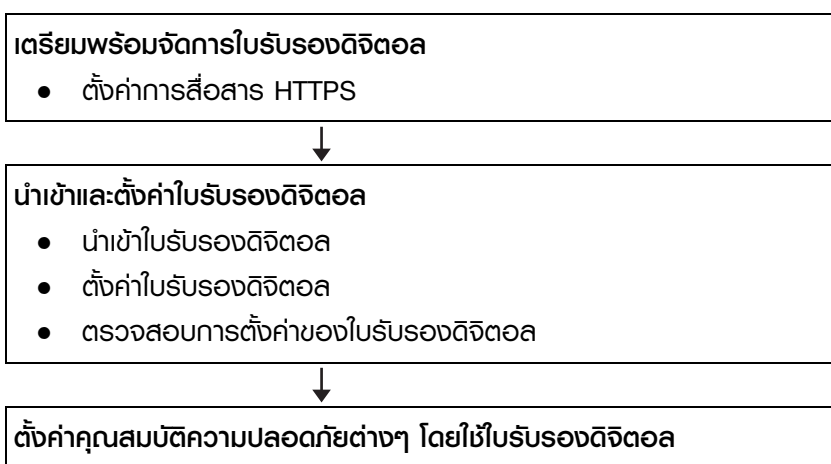 เตรียมพร้อมจัดการใบรับรองดิจิตอล
● ตั้งค่าการสื่อสาร HTTPS
นำเข้าและตั้งค่าใบรับรองดิจิตอล
● นำเข้าใบรับรองดิจิตอล
● ตั้งค่าใบรับรองดิจิตอล
● ตรวจสอบการตั้งค่าของใบรับรองดิจิตอล
ตั้งค่าคุณสมบัติความปลอดภัยต่างๆ โดยใช้ใบรับรองดิจิตอล